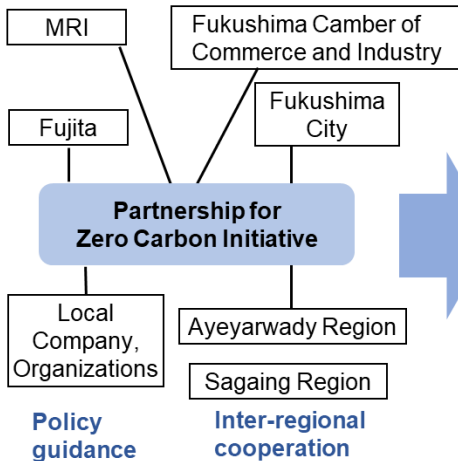 MRI
Fukushima Camber of
Commerce and Industry
Fujita
Fukushima
City
Partnership for
Zero Carbon Initiative
Local
Company,
Organizations
Ayeyarwady Region
Sagaing Region
Policy
guidance
Inter-regional
cooperation